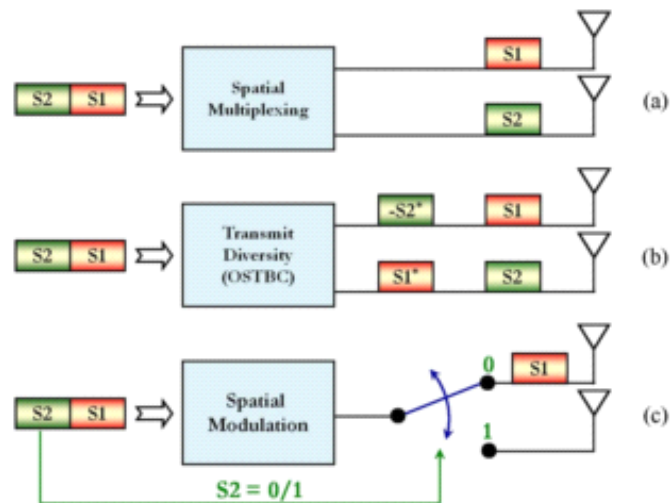 S1
S2 S1
Spatial
Multiplexing
S2
(a)
-S2* S1
S2 S1
Transmit
Diversity
(OSTBC)
S1* S2
(b)
0
S1
S2 S1
Spatial
Modulation
(c)
1
S2 = 0/1